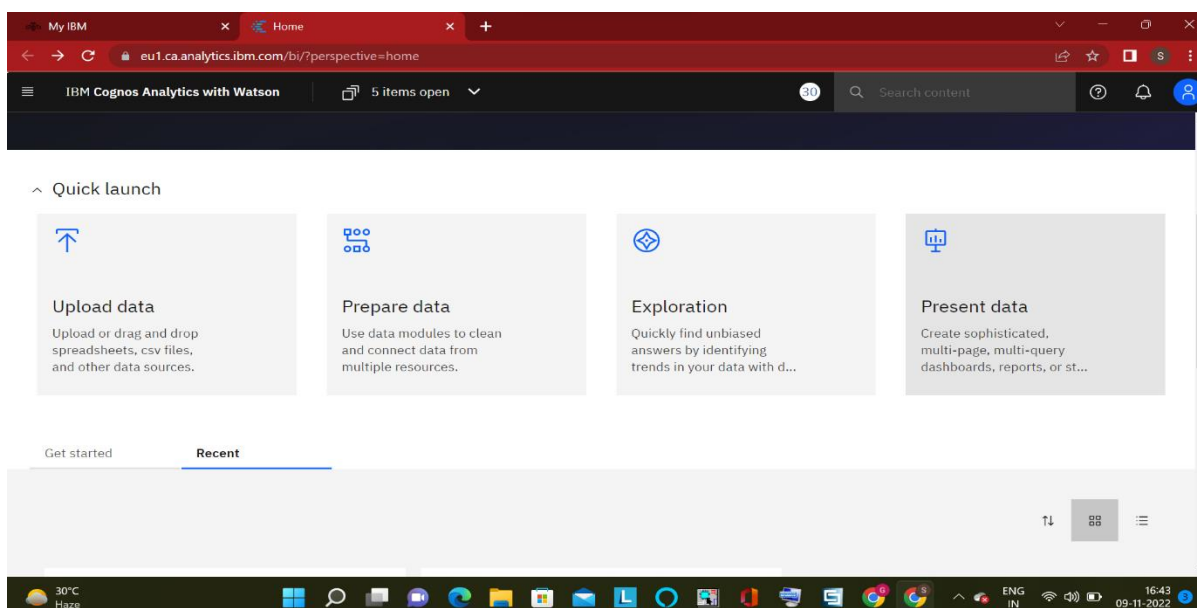 My IBM
Home
eu1.ca.analytics.ibm.com/bi/?perspective=home
S
IBM Cognos Analytics with Watson
5 items open
30
Search content
Quick launch
Upload data
Upload or drag and drop
spreadsheets, csv files,
and other data sources.
Prepare data
Use data modules to clean
and connect data from
multiple resources.
Exploration
Quickly find unbiased
answers by identifying
trends in your data with d...
Present data
Create sophisticated,
multi-page, multi-query
dashboards, reports, or st...
Get started
Recent
30°C
Haze
L
G
S
ENG
IN
16:43
09-11-2022
3